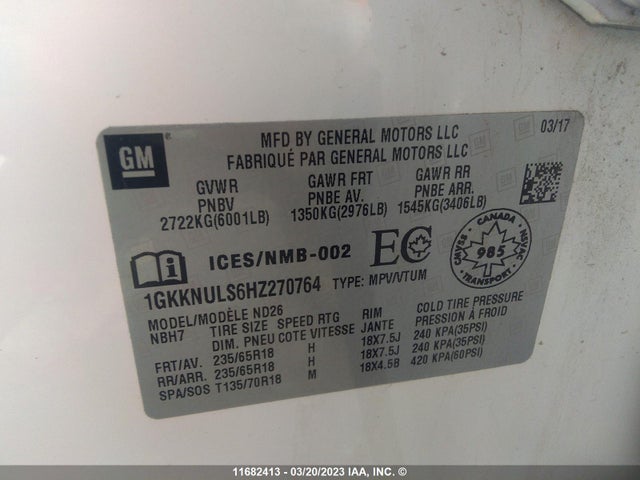 GM
MFD BY GENERAL MOTORS LLC
FABRIQUÉ PAR GENERAL MOTORS LLC
03/17
GVWR
PNBV
2722KG(6001LB)
GAWR FRT
PNBE AV.
1350KG(2976LB)
GAWR RR
PNBE ARR.
1545KG(3406LB)
ICES/NMB-002
EC
CANADA
CMVSS
985
NSVAC
TRANSPORT
1GKKNULS6HZ270764 TYPE: MPV/VTUM
MODEL/MODÈLE ND26
NBH7 TIRE SIZE SPEED RTG RIM COLD TIRE PRESSURE
DIM. PNEU COTE VITESSE JANTE PRESSION À FROID
FRT/AV. 235/65R18 H 18X7.5J 240 KPA(35PSI)
RR/ARR. 235/65R18 H 18X7.5J 240 KPA(35PSI)
SPA/SOS T135/70R18 M 18X4.5B 420 KPA(60PSI)
11682413 - 03/20/2023 IAA, INC. ©